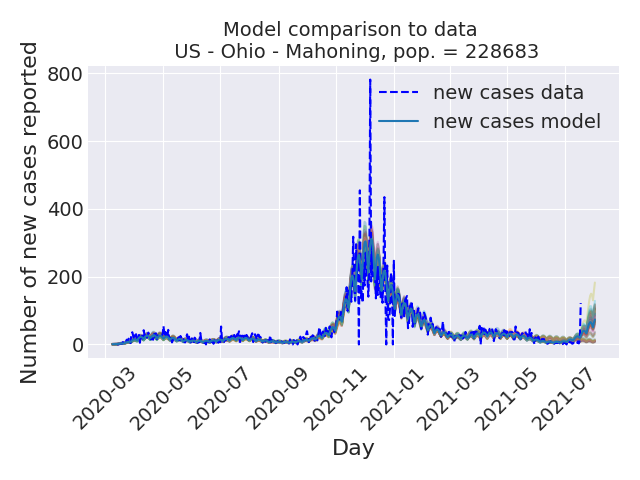 Model comparison to data
US - Ohio - Mahoning, pop. = 228683
Number of new cases reported
800
600
400
200
0
new cases data
new cases model
2020-03
2020-05
2020-07
2020-09
2020-11
2021-01
2021-03
2021-05
2021-07
Day